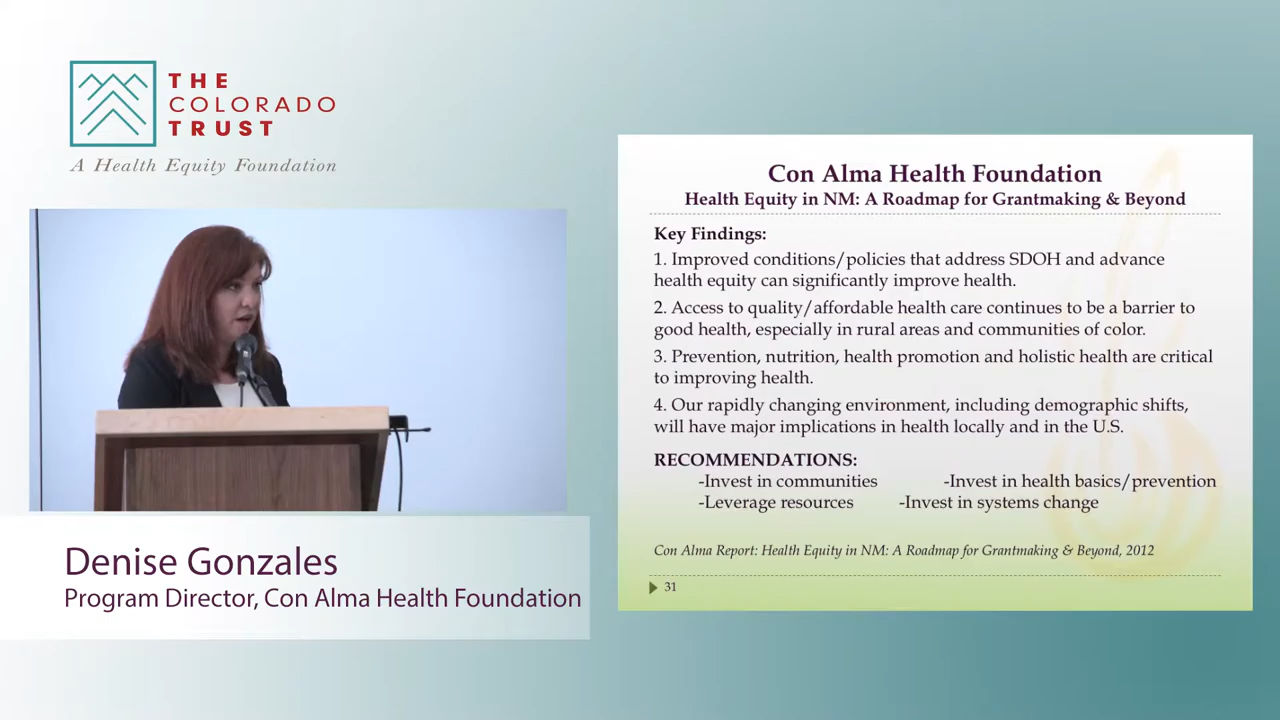 THE
COLORADO
TRUST
A Health Equity Foundation
Denise Gonzales
Program Director, Con Alma Health Foundation
Con Alma Health Foundation
Health Equity in NM: A Roadmap for Grantmaking & Beyond
Key Findings:
1. Improved conditions/policies that address SDOH and advance
health equity can significantly improve health.
2. Access to quality/affordable health care continues to be a barrier to
good health, especially in rural areas and communities of color.
3. Prevention, nutrition, health promotion and holistic health are critical
to improving health.
4. Our rapidly changing environment, including demographic shifts,
will have major implications in health locally and in the U.S.
RECOMMENDATIONS:
-Invest in communities -Invest in health basics/prevention
-Leverage resources -Invest in systems change
Con Alma Report: Health Equity in NM: A Roadmap for Grantmaking & Beyond, 2012
31